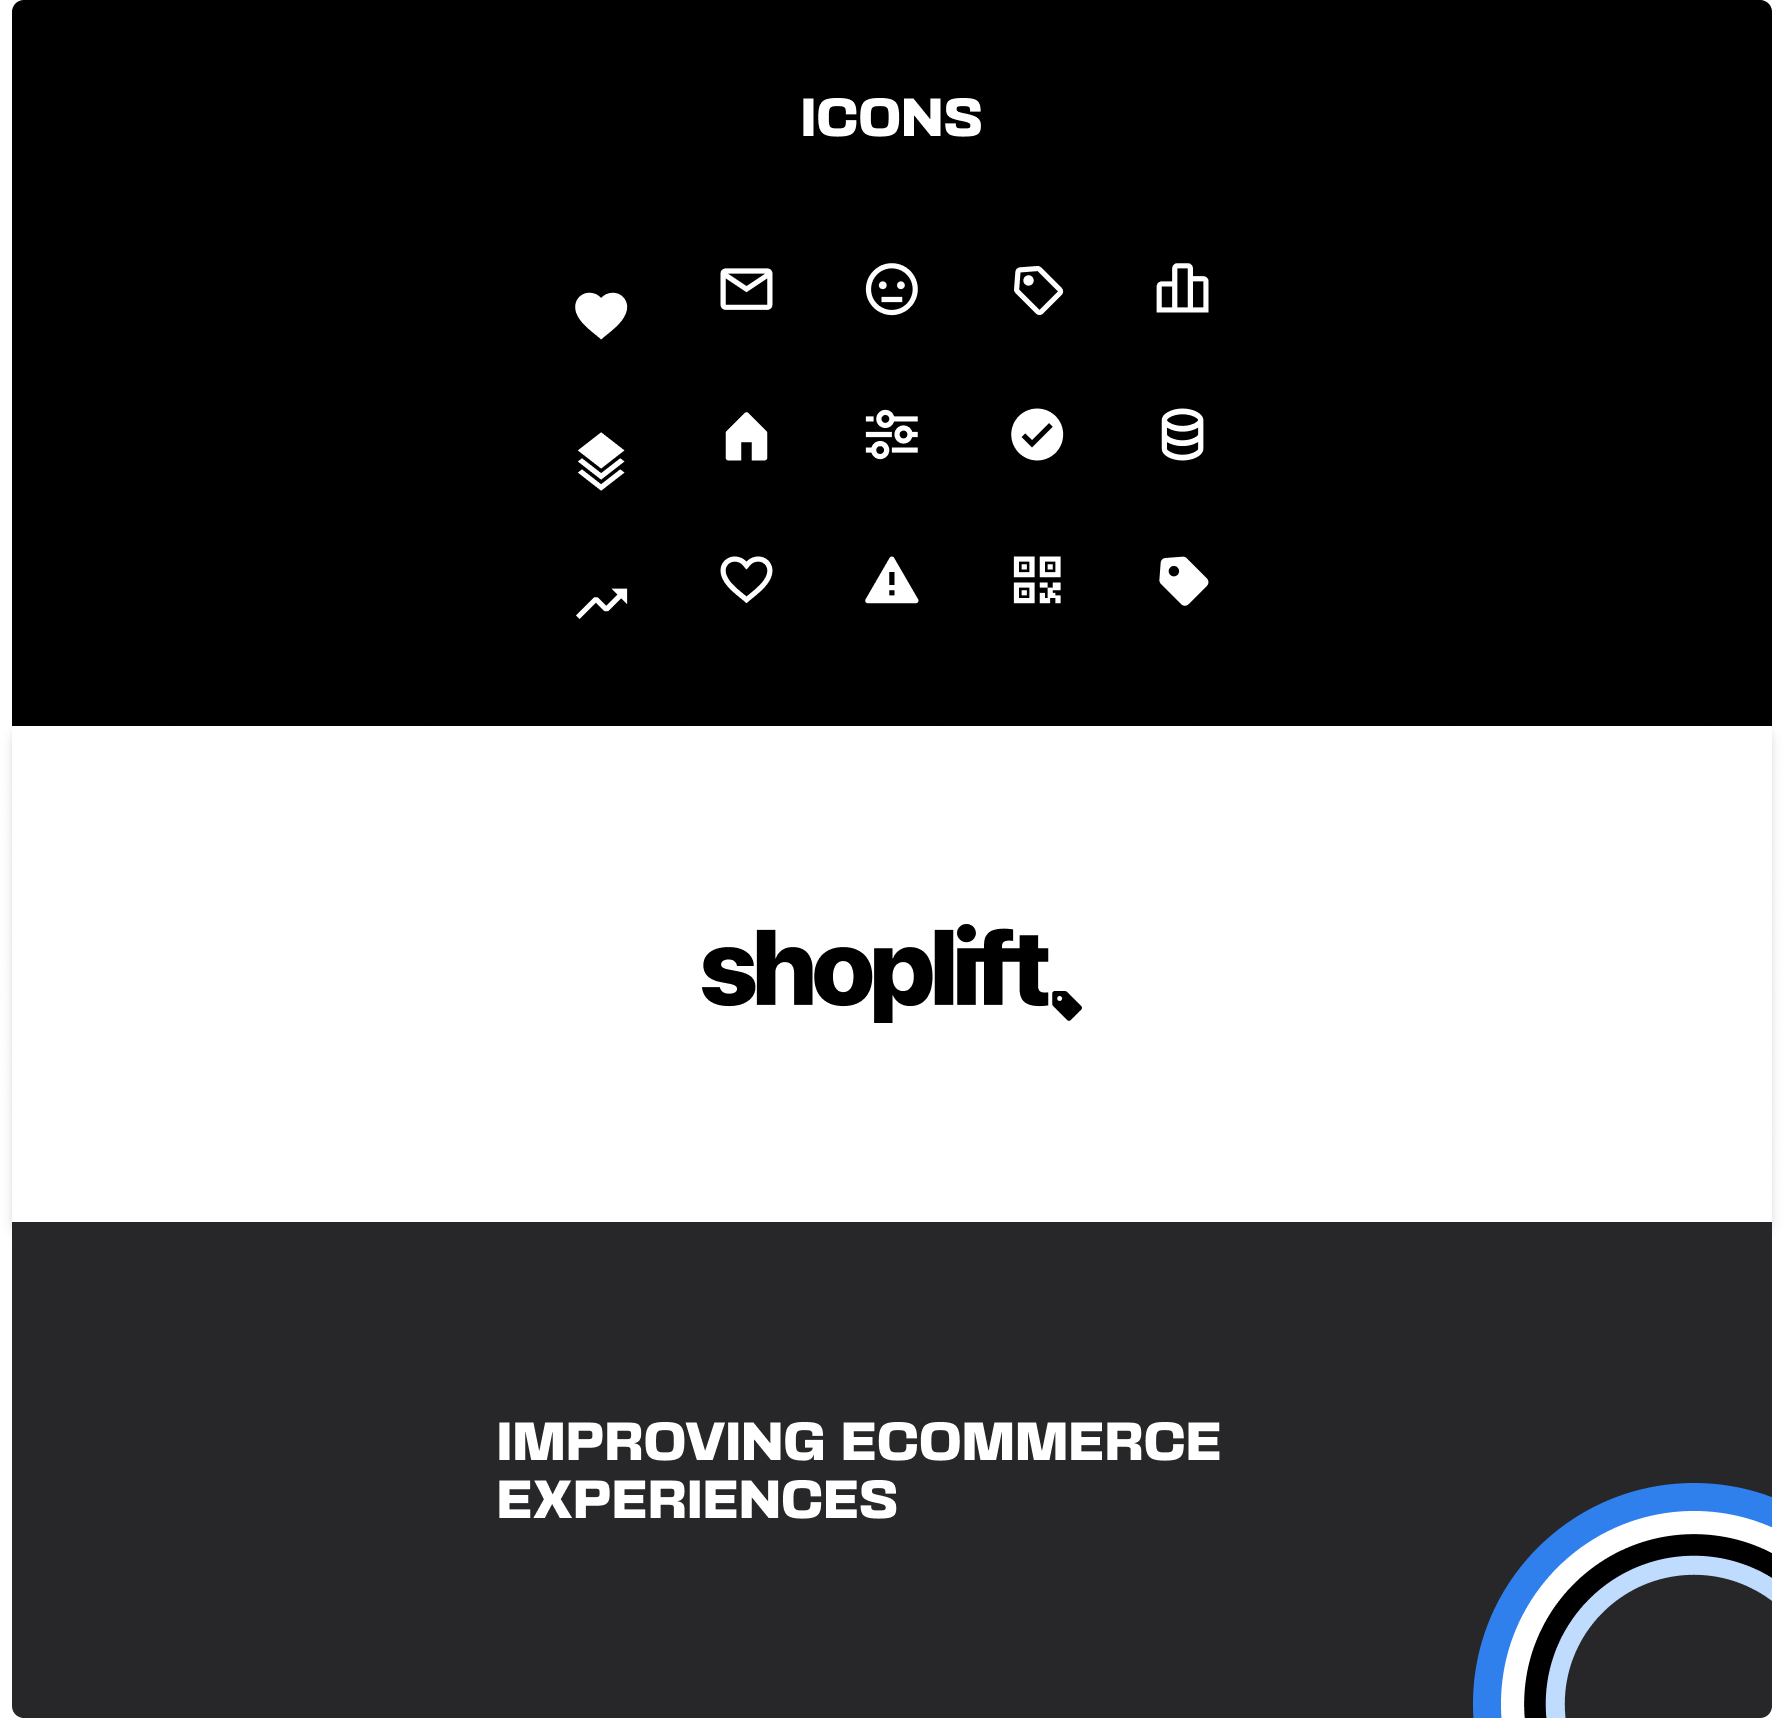 ICONS
shoplift
IMPROVING ECOMMERCE
EXPERIENCES